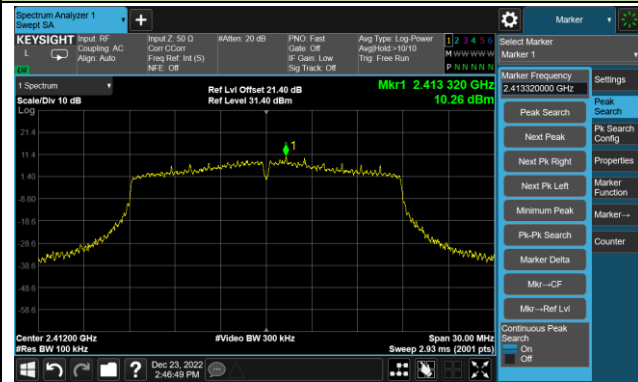 Spectrum Analyzer 1
Swept SA
Marker
KEYSIGHT
L
Input: RF
Coupling: AC
Align: Auto
Input Z: 50 Ω
Corr CCorr
Freq Ref: Int (S)
NFE: Off
#Atten: 20 dB
PNO: Fast
Gate: Off
IF Gain: Low
Sig Track: Off
Avg Type: Log-Power
Avg|Hold:>10/10
Trig: Free Run
1 2 3 4 5 6
M W W W W W
P N N N N N
Select Marker
Marker 1
1 Spectrum
Scale/Div 10 dB
Log
Ref Lvl Offset 21.40 dB
Ref Level 31.40 dBm
Mkr1 2.413 320 GHz
10.26 dBm
1
21.4
11.4
1.40
-8.60
-18.6
-28.6
-38.6
-48.6
-58.6
Center 2.41200 GHz
#Res BW 100 kHz
#Video BW 300 kHz
Span 30.00 MHz
Sweep 2.93 ms (2001 pts)
Marker Frequency
2.413320000 GHz
Peak Search
Next Peak
Next Pk Right
Next Pk Left
Minimum Peak
Pk-Pk Search
Marker Delta
Mkr→CF
Mkr→Ref Lvl
Continuous Peak
Search
On
Off
Settings
Peak
Search
Pk Search
Config
Properties
Marker
Function
Marker→
Counter
Dec 23, 2022
2:46:49 PM